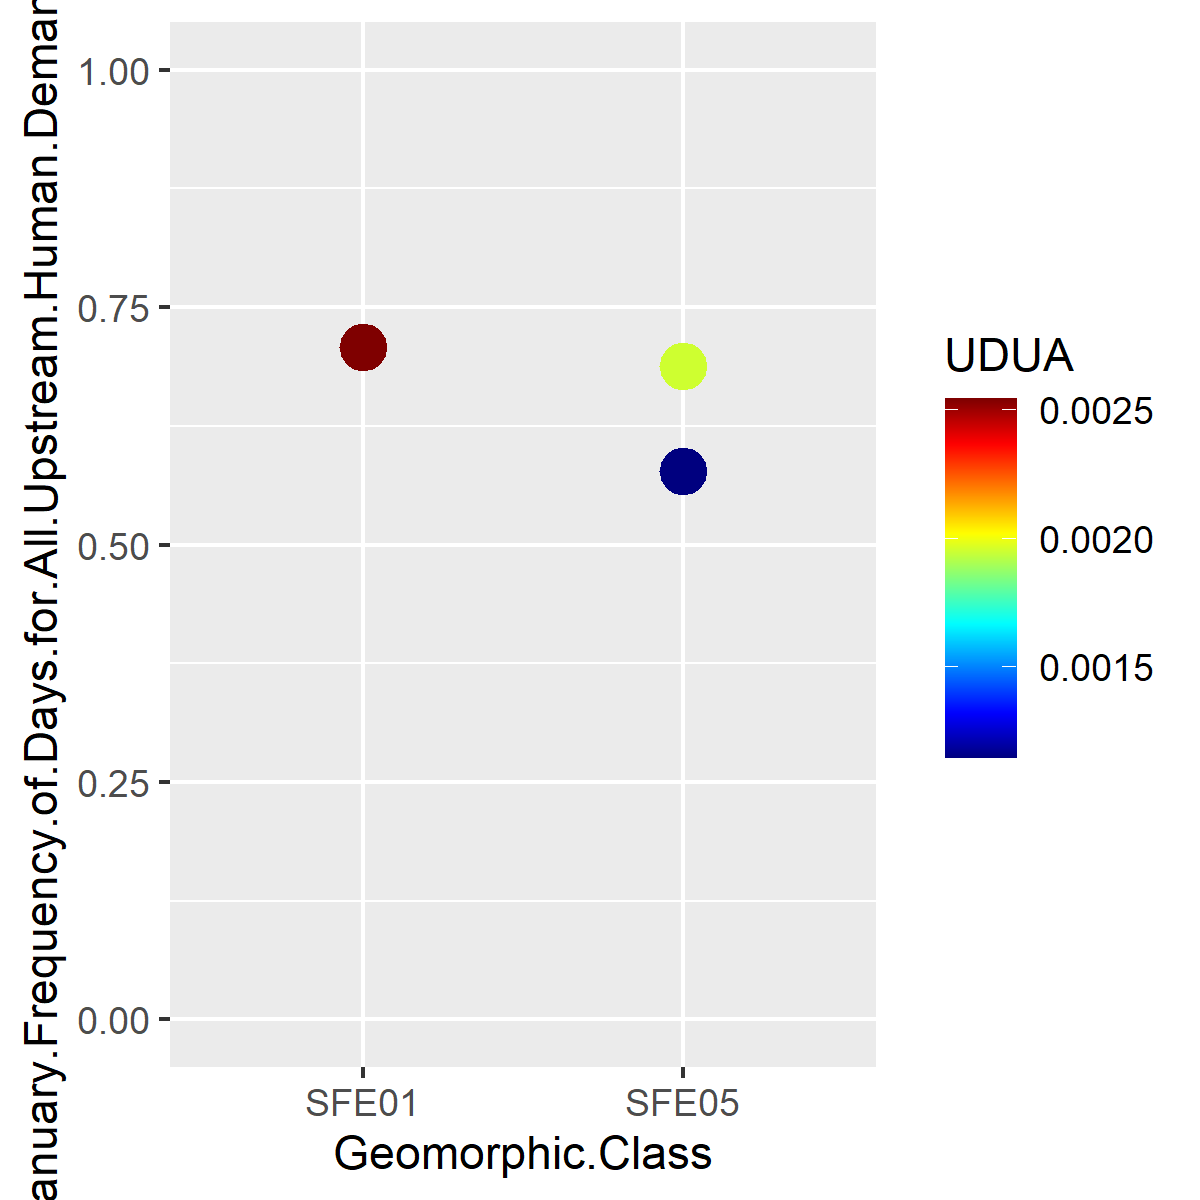 anuary.Frequency.of.Days.for.All.Upstream.Human.Deman
1.00
0.75
0.50
0.25
0.00
SFE01 SFE05
Geomorphic.Class
UDUA
0.0025
0.0020
0.0015